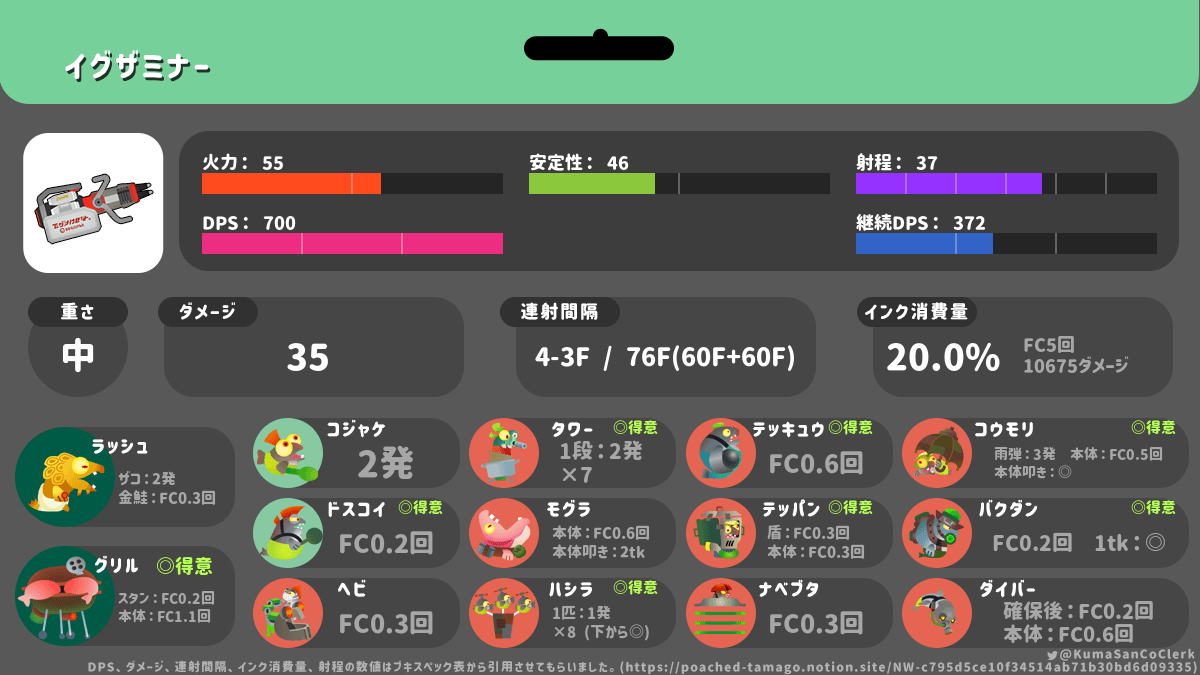 イグザミナー
火力： 55
安定性： 46
射程： 37
DPS： 700
継続DPS： 372
重さ
中
ダメージ
35
連射間隔
4-3F / 76F(60F+60F)
インク消費量
20.0%
FC5回
10675ダメージ
ラッシュ
ザコ：2発
金鮭：FC0.3回
グリル ◎得意
スタン：FC0.2回
本体：FC1.1回
コジャケ
2発
タワー ◎得意
1段：2発
×7
テッキュウ ◎得意
FC0.6回
コウモリ ◎得意
雨弾：3発 本体：FC0.5回
本体叩き：◎
ドスコイ ◎得意
FC0.2回
モグラ
本体：FC0.6回
本体叩き：2tk
テッパン ◎得意
盾：FC0.3回
本体：FC0.3回
バクダン ◎得意
FC0.2回 1tk：◎
ヘビ
FC0.3回
ハシラ ◎得意
1匹：1発
×8 (下から◎)
ナベブタ
FC0.3回
ダイバー
確保後：FC0.2回
本体：FC0.6回
@KumaSanCoClerk
DPS、ダメージ、連射間隔、インク消費量、射程の数値はブキスペック表から引用させてもらいました。(https://poached-tamago.notion.site/NW-c795d5ce10f34514ab71b30bd6d09335)